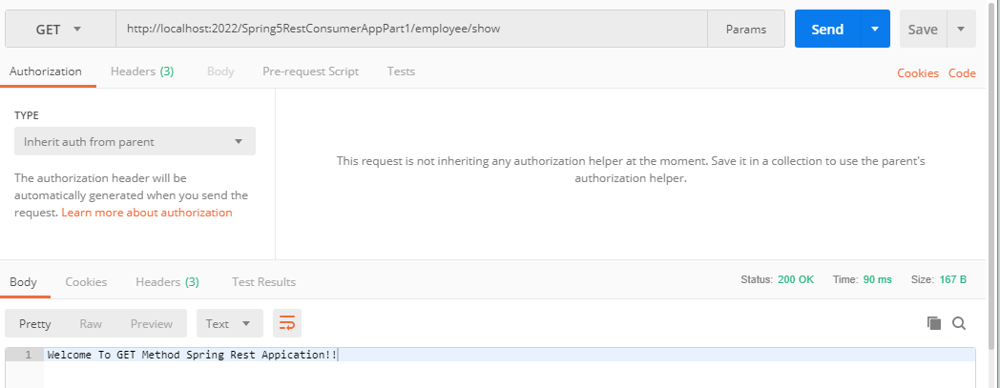 GET http://localhost:2022/Spring5RestConsumerAppPart1/employee/show Params Send Save
Authorization Headers (3) Body Pre-request Script Tests Cookies Code
TYPE
Inherit auth from parent
The authorization header will be
automatically generated when you send the
request. Learn more about authorization
This request is not inheriting any authorization helper at the moment. Save it in a collection to use the parent's
authorization helper.
Body Cookies Headers (3) Test Results Status: 200 OK Time: 90 ms Size: 167 B
Pretty Raw Preview Text
1 Welcome To GET Method Spring Rest Appication!!